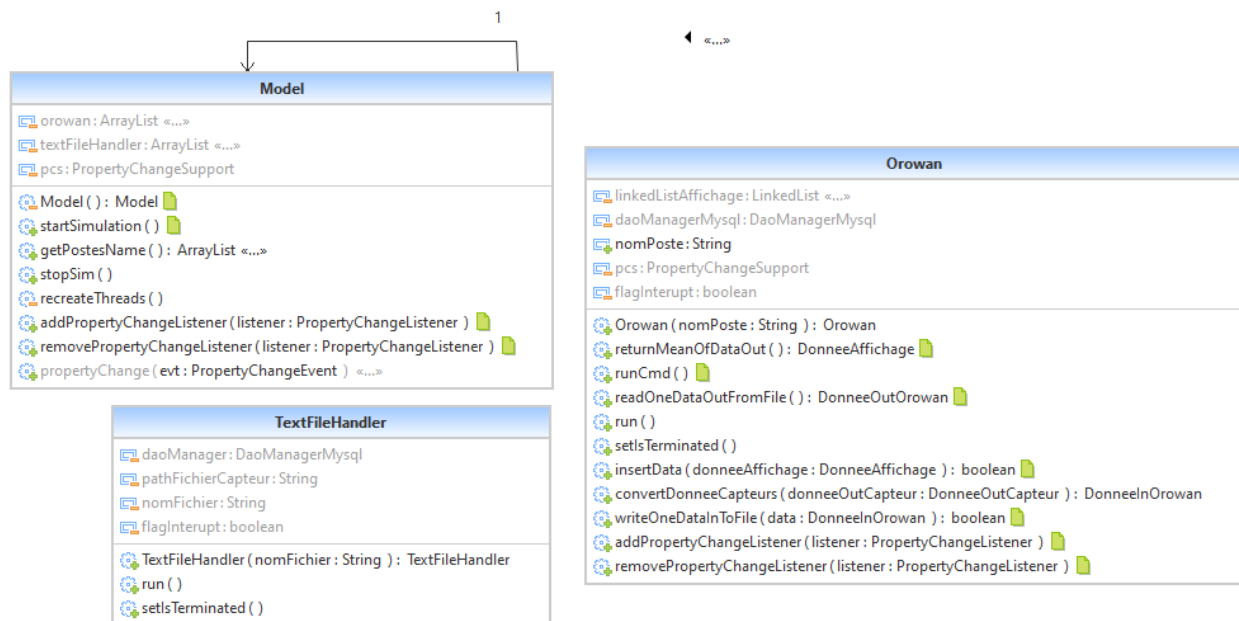 1
«...»
Model
orowan : ArrayList «...»
textFileHandler : ArrayList «...»
pcs : PropertyChangeSupport
Model ( ) : Model
startSimulation ( )
getPostesName ( ) : ArrayList «...»
stopSim ( )
recreateThreads ( )
addPropertyChangeListener ( listener : PropertyChangeListener )
removePropertyChangeListener ( listener : PropertyChangeListener )
propertyChange ( evt : PropertyChangeEvent ) «...»
TextFileHandler
daoManager : DaoManagerMysql
pathFichierCapteur : String
nomFichier : String
flagInterupt : boolean
TextFileHandler ( nomFichier : String ) : TextFileHandler
run ( )
setIsTerminated ( )
Orowan
linkedListAffichage : LinkedList «...»
daoManagerMysql : DaoManagerMysql
nomPoste : String
pcs : PropertyChangeSupport
flagInterupt : boolean
Orowan ( nomPoste : String ) : Orowan
returnMeanOfDataOut ( ) : DonneeAffichage
runCmd ( )
readOneDataOutFromFile ( ) : DonneeOutOrowan
run ( )
setIsTerminated ( )
insertData ( donneeAffichage : DonneeAffichage ) : boolean
convertDonneeCapteurs ( donneeOutCapteur : DonneeOutCapteur ) : DonneeInOrowan
writeOneDataInToFile ( data : DonneeInOrowan ) : boolean
addPropertyChangeListener ( listener : PropertyChangeListener )
removePropertyChangeListener ( listener : PropertyChangeListener )